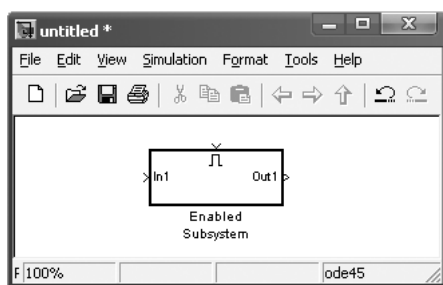 untitled *
File Edit View Simulation Format Tools Help
In1 Out1
Enabled
Subsystem
F 100% ode45